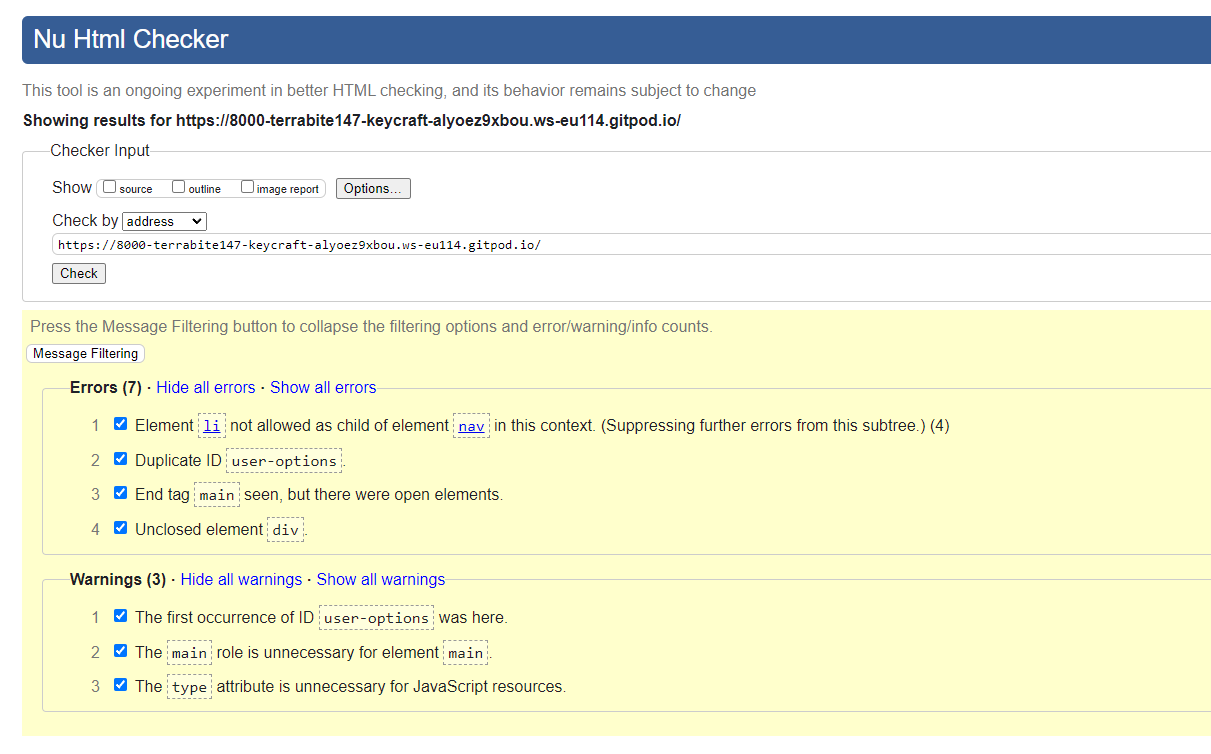 Nu Html Checker
This tool is an ongoing experiment in better HTML checking, and its behavior remains subject to change
Showing results for https://8000-terrabite147-keycraft-alyoez9xbou.ws-eu114.gitpod.io/
Checker Input
Show source outline image report Options...
Check by address
https://8000-terrabite147-keycraft-alyoez9xbou.ws-eu114.gitpod.io/
Check
Press the Message Filtering button to collapse the filtering options and error/warning/info counts.
Message Filtering
Errors (7) · Hide all errors · Show all errors
1 Element li not allowed as child of element nav in this context. (Suppressing further errors from this subtree.) (4)
2 Duplicate ID user-options.
3 End tag main seen, but there were open elements.
4 Unclosed element div.
Warnings (3) · Hide all warnings · Show all warnings
1 The first occurrence of ID user-options was here.
2 The main role is unnecessary for element main.
3 The type attribute is unnecessary for JavaScript resources.